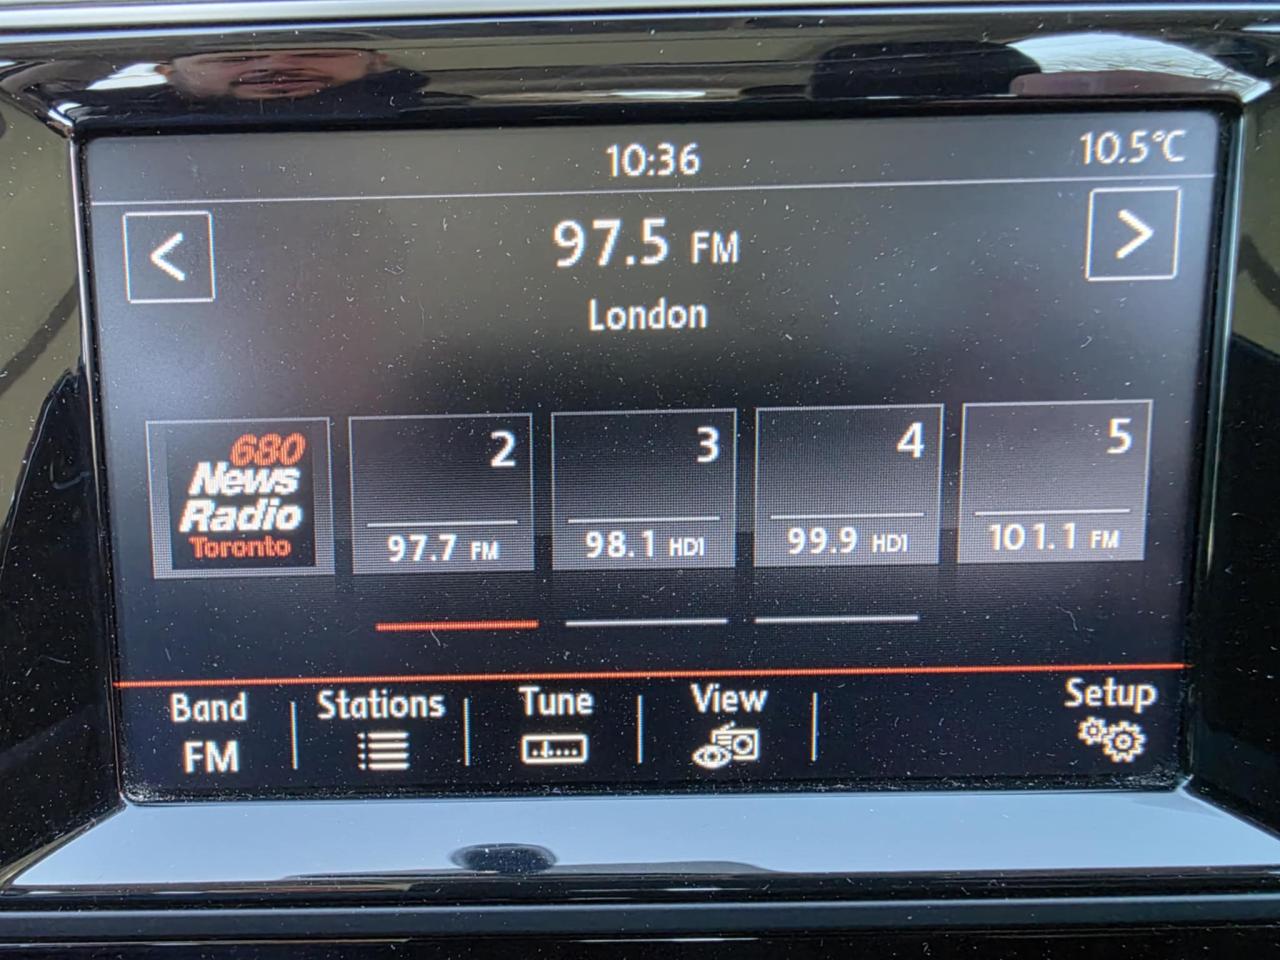 10:36
10.5°C
<
97.5 FM
>
London
680
News
Radio
Toronto
2
97.7 FM
3
98.1 HD1
4
99.9 HD1
5
101.1 FM
Band
FM
Stations
Tune
View
Setup